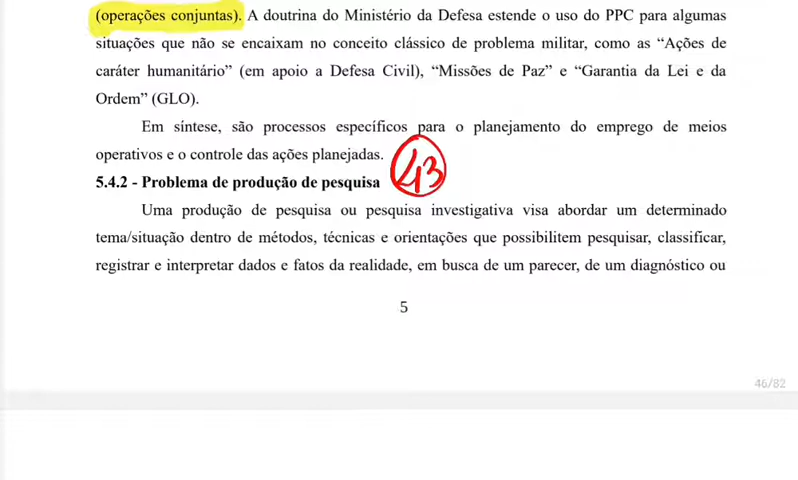 (operações conjuntas). A doutrina do Ministério da Defesa estende o uso do PPC para algumas
situações que não se encaixam no conceito clássico de problema militar, como as “Ações de
caráter humanitário” (em apoio a Defesa Civil), “Missões de Paz” e “Garantia da Lei e da
Ordem” (GLO).
Em síntese, são processos específicos para o planejamento do emprego de meios
operativos e o controle das ações planejadas.
43
5.4.2 - Problema de produção de pesquisa
Uma produção de pesquisa ou pesquisa investigativa visa abordar um determinado
tema/situação dentro de métodos, técnicas e orientações que possibilitem pesquisar, classificar,
registrar e interpretar dados e fatos da realidade, em busca de um parecer, de um diagnóstico ou
5
46/82